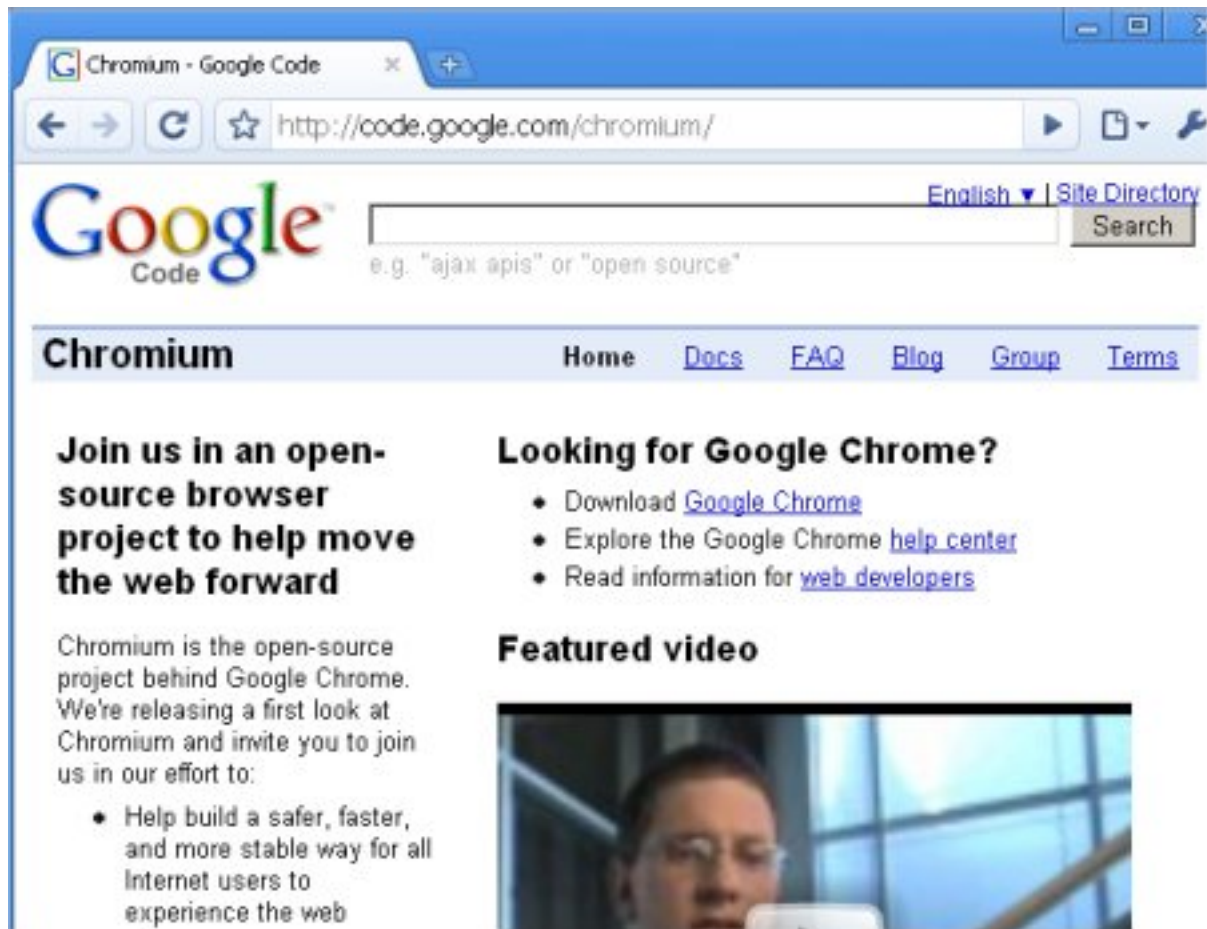 Chromium - Google Code
http://code.google.com/chromium/
English ▼ | Site Directory
Google™
Code
Search
e.g. "ajax apis" or "open source"
Chromium
Home Docs FAQ Blog Group Terms
Join us in an open-
source browser
project to help move
the web forward
Chromium is the open-source
project behind Google Chrome.
We're releasing a first look at
Chromium and invite you to join
us in our effort to:
• Help build a safer, faster,
and more stable way for all
Internet users to
experience the web
Looking for Google Chrome?
• Download Google Chrome
• Explore the Google Chrome help center
• Read information for web developers
Featured video